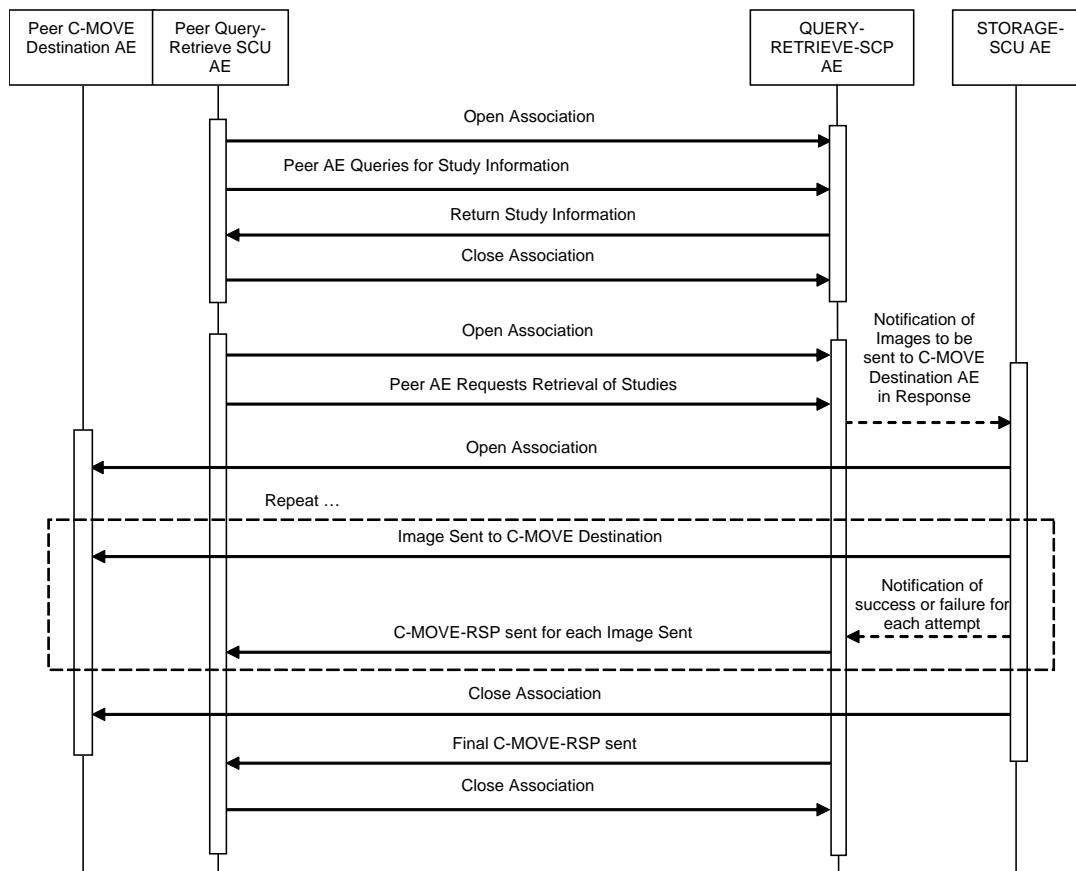 Peer C-MOVE
Destination AE
Peer Query-
Retrieve SCU
AE
QUERY-
RETRIEVE-SCP
AE
STORAGE-
SCU AE
Open Association
Peer AE Queries for Study Information
Return Study Information
Close Association
Open Association
Notification of
Images to be
sent to C-MOVE
Destination AE
in Response
Peer AE Requests Retrieval of Studies
Open Association
Repeat …
Image Sent to C-MOVE Destination
Notification of
success or failure for
each attempt
C-MOVE-RSP sent for each Image Sent
Close Association
Final C-MOVE-RSP sent
Close Association